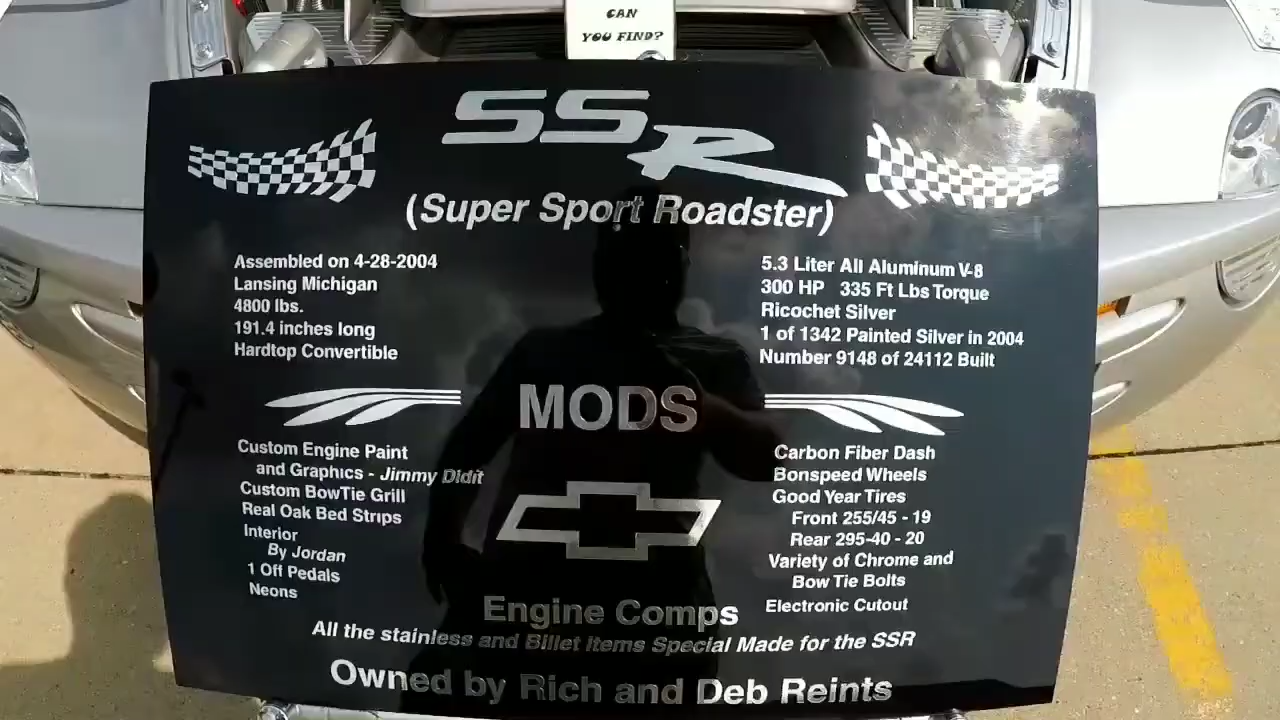 CAN
YOU FIND?
SSR
(Super Sport Roadster)
Assembled on 4-28-2004
Lansing Michigan
4800 lbs.
191.4 inches long
Hardtop Convertible
5.3 Liter All Aluminum V-8
300 HP 335 Ft Lbs Torque
Ricochet Silver
1 of 1342 Painted Silver in 2004
Number 9148 of 24112 Built
MODS
Custom Engine Paint
and Graphics - Jimmy Didit
Custom BowTie Grill
Real Oak Bed Strips
Interior
By Jordan
1 Off Pedals
Neons
Carbon Fiber Dash
Bonspeed Wheels
Good Year Tires
Front 255/45 - 19
Rear 295-40 - 20
Variety of Chrome and
Bow Tie Bolts
Electronic Cutout
Engine Comps
All the stainless and Billet Items Special Made for the SSR
Owned by Rich and Deb Reints